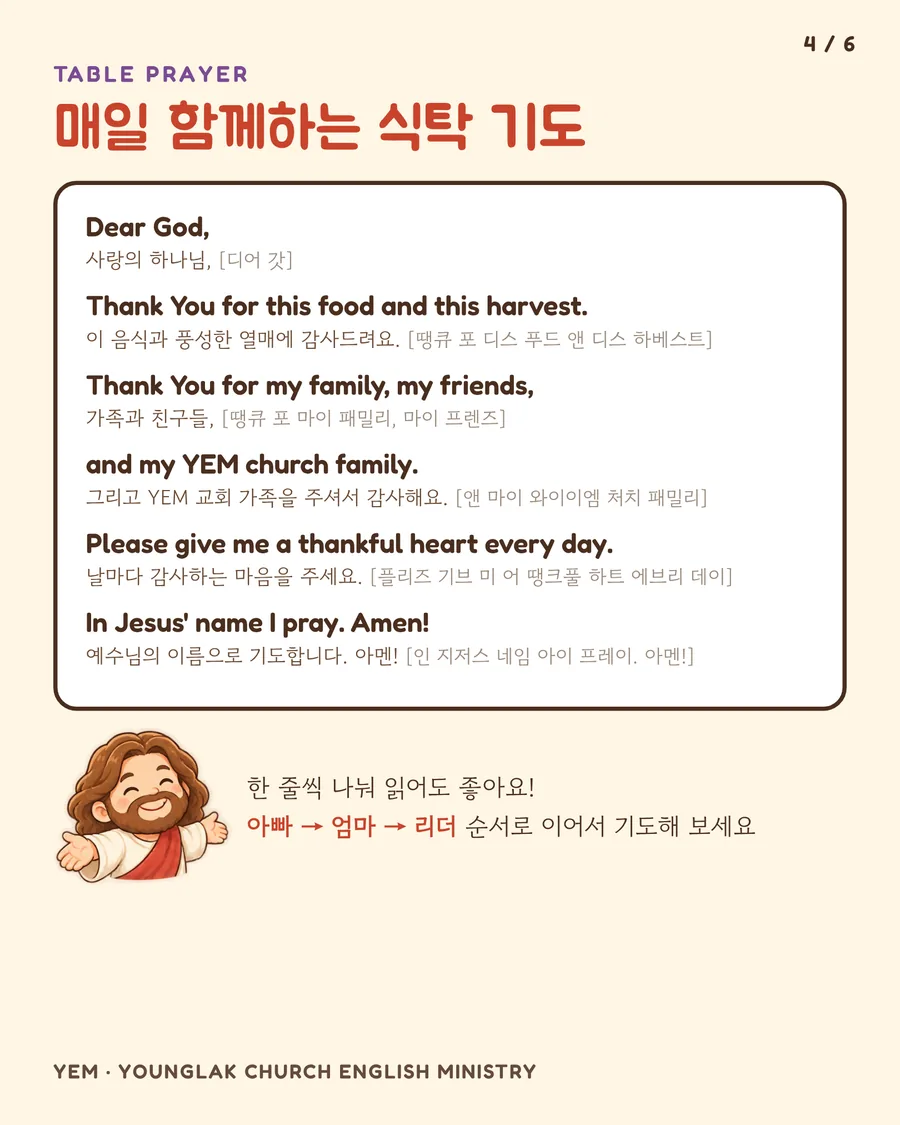 4 / 6
TABLE PRAYER
매일 함께하는 식탁 기도
Dear God,
사랑의 하나님, [디어 갓]
Thank You for this food and this harvest.
이 음식과 풍성한 열매에 감사드려요. [땡큐 포 디스 푸드 앤 디스 하베스트]
Thank You for my family, my friends,
가족과 친구들, [땡큐 포 마이 패밀리, 마이 프렌즈]
and my YEM church family.
그리고 YEM 교회 가족을 주셔서 감사해요. [앤 마이 와이이엠 처치 패밀리]
Please give me a thankful heart every day.
날마다 감사하는 마음을 주세요. [플리즈 기브 미 어 땡크풀 하트 에브리 데이]
In Jesus' name I pray. Amen!
예수님의 이름으로 기도합니다. 아멘! [인 지저스 네임 아이 프레이. 아멘!]
한 줄씩 나눠 읽어도 좋아요!
아빠 → 엄마 → 리더 순서로 이어서 기도해 보세요
YEM · YOUNGLAK CHURCH ENGLISH MINISTRY